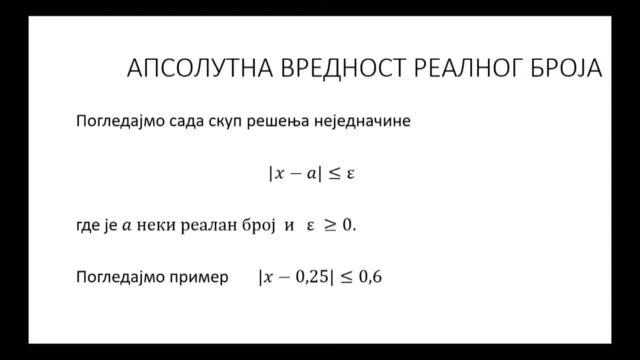 АПСОЛУТНА ВРЕДНОСТ РЕАЛНОГ БРОЈА
Погледајмо сада скуп решења неједначине
|x − a| ≤ ε
где је a неки реалан број и ε ≥ 0.
Погледајмо пример |x − 0,25| ≤ 0,6